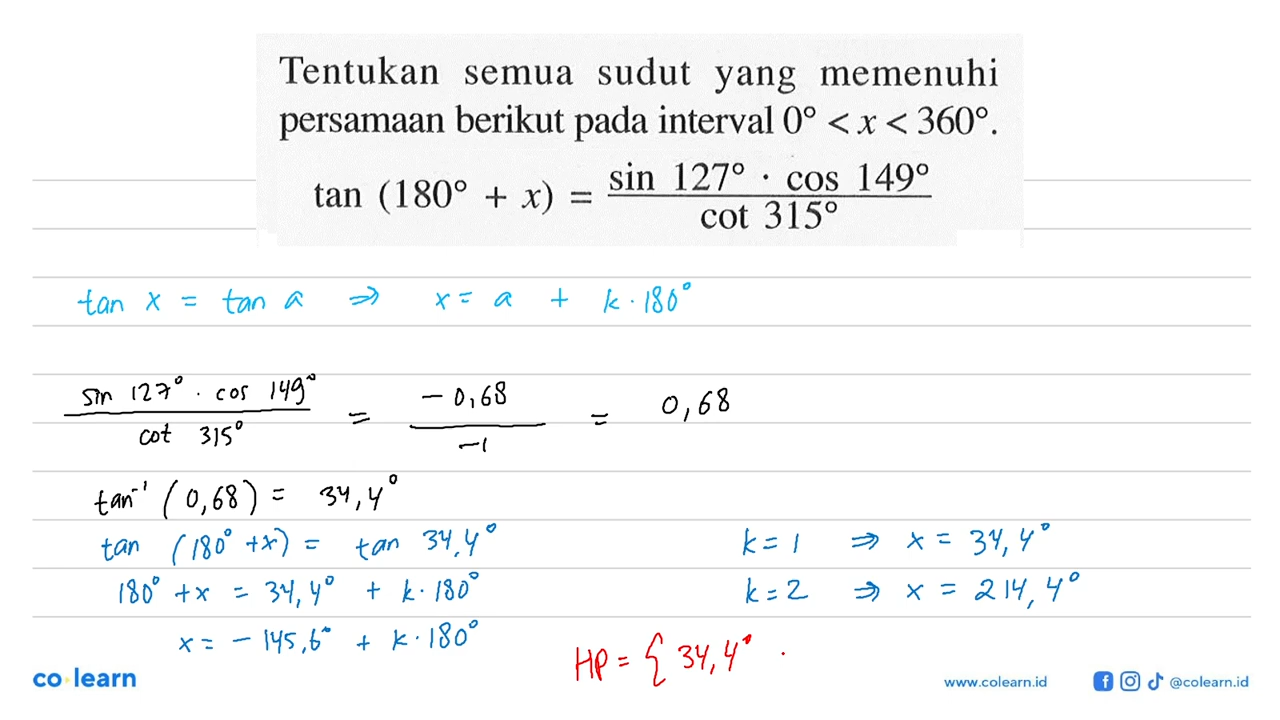 Tentukan semua sudut yang memenuhi
persamaan berikut pada interval 0° < x < 360°.
tan (180° + x) = sin 127° · cos 149° / cot 315°
tan x = tan a ⇒ x = a + k · 180°
sin 127° · cos 149° / cot 315° = -0,68 / -1 = 0,68
tan⁻¹ (0,68) = 34,4°
tan (180° + x) = tan 34,4°
180° + x = 34,4° + k · 180°
x = -145,6° + k · 180°
k = 1 ⇒ x = 34,4°
k = 2 ⇒ x = 214,4°
HP = { 34,4°
co learn
www.colearn.id
@colearn.id